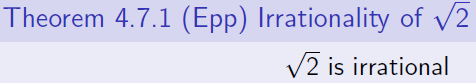 Theorem 4.7.1 (Epp) Irrationality of √2
√2 is irrational